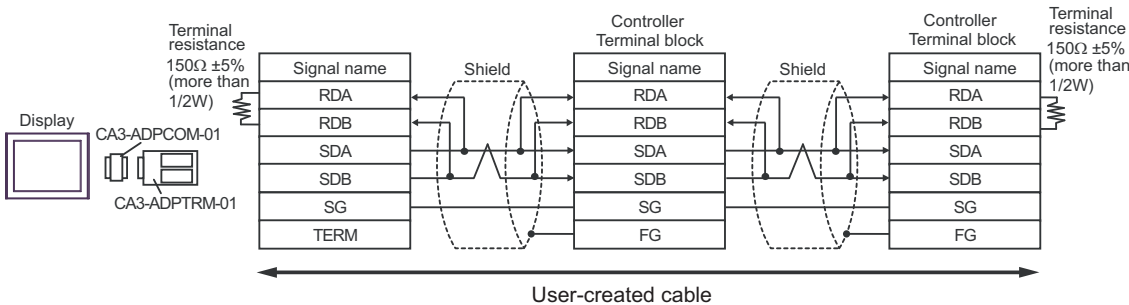 Terminal
resistance
150Ω ±5%
(more than
1/2W)
Display
CA3-ADPCOM-01
CA3-ADPTRM-01
Signal name
RDA
RDB
SDA
SDB
SG
TERM
Shield
Controller
Terminal block
Signal name
RDA
RDB
SDA
SDB
SG
FG
Shield
Controller
Terminal block
Signal name
RDA
RDB
SDA
SDB
SG
FG
Terminal
resistance
150Ω ±5%
(more than
1/2W)
User-created cable